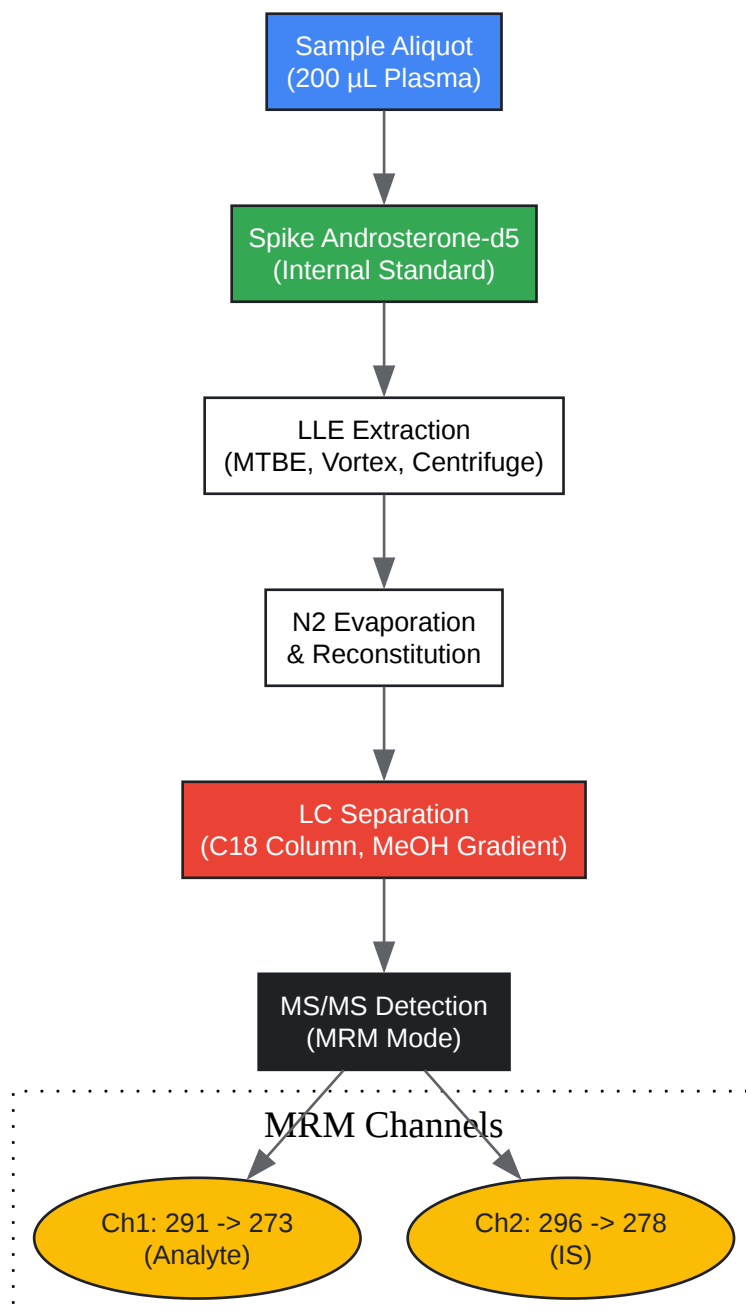 Sample Aliquot
(200 µL Plasma)
Spike Androsterone-d5
(Internal Standard)
LLE Extraction
(MTBE, Vortex, Centrifuge)
N2 Evaporation
& Reconstitution
LC Separation
(C18 Column, MeOH Gradient)
MS/MS Detection
(MRM Mode)
MRM Channels
Ch1: 291 -> 273
(Analyte)
Ch2: 296 -> 278
(IS)